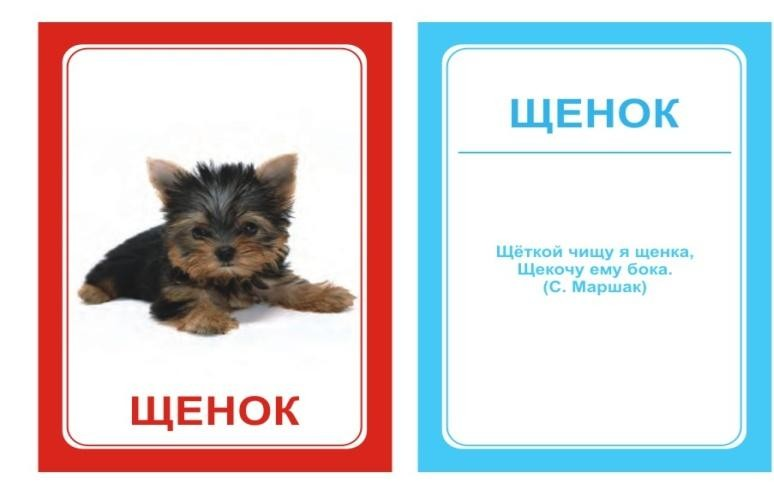 ЩЕНОК
ЩЕНОК
Щёткой чищу я щенка,
Щекочу ему бока.
(С. Маршак)